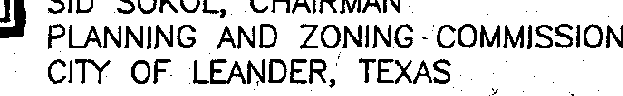 SID SOKOL, CHAIRMAN
PLANNING AND ZONING COMMISSION
CITY OF LEANDER, TEXAS